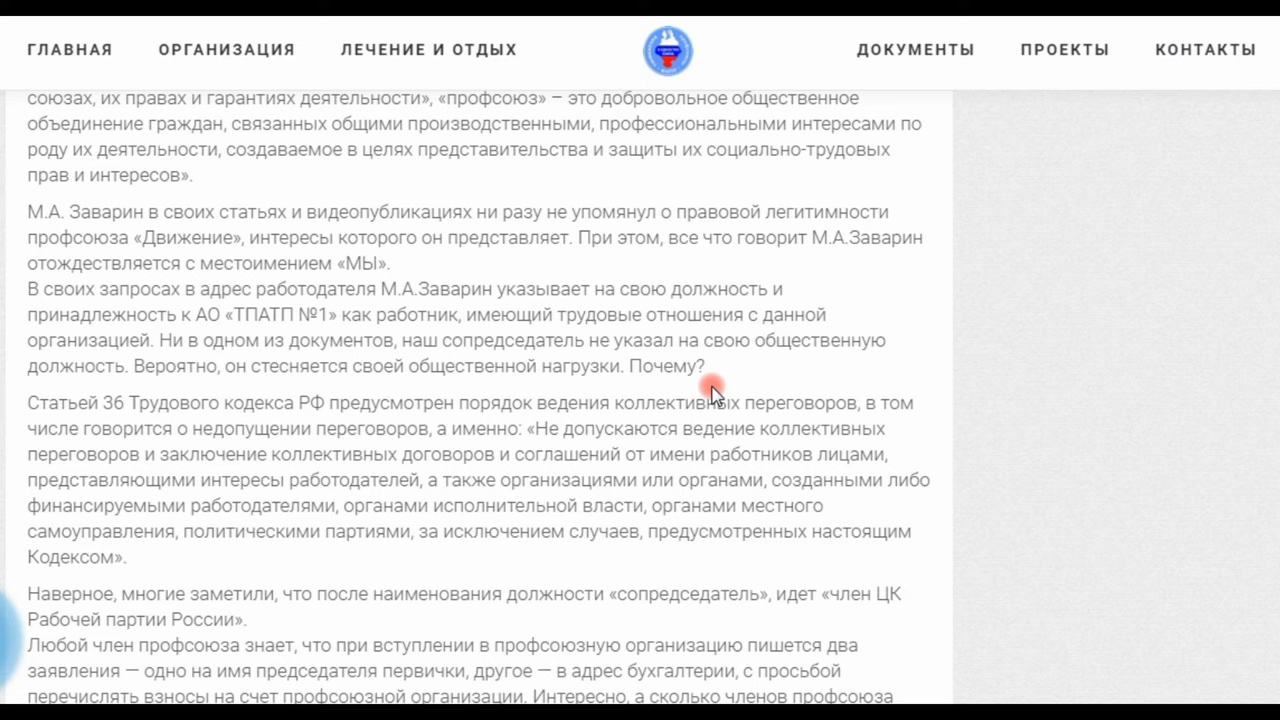 ГЛАВНАЯ ОРГАНИЗАЦИЯ ЛЕЧЕНИЕ И ОТДЫХ ДОКУМЕНТЫ ПРОЕКТЫ КОНТАКТЫ
союзах, их правах и гарантиях деятельности», «профсоюз» – это добровольное общественное
объединение граждан, связанных общими производственными, профессиональными интересами по
роду их деятельности, создаваемое в целях представительства и защиты их социально-трудовых
прав и интересов».
М.А. Заварин в своих статьях и видеопубликациях ни разу не упомянул о правовой легитимности
профсоюза «Движение», интересы которого он представляет. При этом, все что говорит М.А.Заварин
отождествляется с местоимением «МЫ».
В своих запросах в адрес работодателя М.А.Заварин указывает на свою должность и
принадлежность к АО «ТПАТП №1» как работник, имеющий трудовые отношения с данной
организацией. Ни в одном из документов, наш сопредседатель не указал на свою общественную
должность. Вероятно, он стесняется своей общественной нагрузки. Почему?
Статьей 36 Трудового кодекса РФ предусмотрен порядок ведения коллективных переговоров, в том
числе говорится о недопущении переговоров, а именно: «Не допускаются ведение коллективных
переговоров и заключение коллективных договоров и соглашений от имени работников лицами,
представляющими интересы работодателей, а также организациями или органами, созданными либо
финансируемыми работодателями, органами исполнительной власти, органами местного
самоуправления, политическими партиями, за исключением случаев, предусмотренных настоящим
Кодексом».
Наверное, многие заметили, что после наименования должности «сопредседатель», идет «член ЦК
Рабочей партии России».
Любой член профсоюза знает, что при вступлении в профсоюзную организацию пишется два
заявления — одно на имя председателя первички, другое — в адрес бухгалтерии, с просьбой
перечислять взносы на счет профсоюзной организации. Интересно, а сколько членов профсоюза